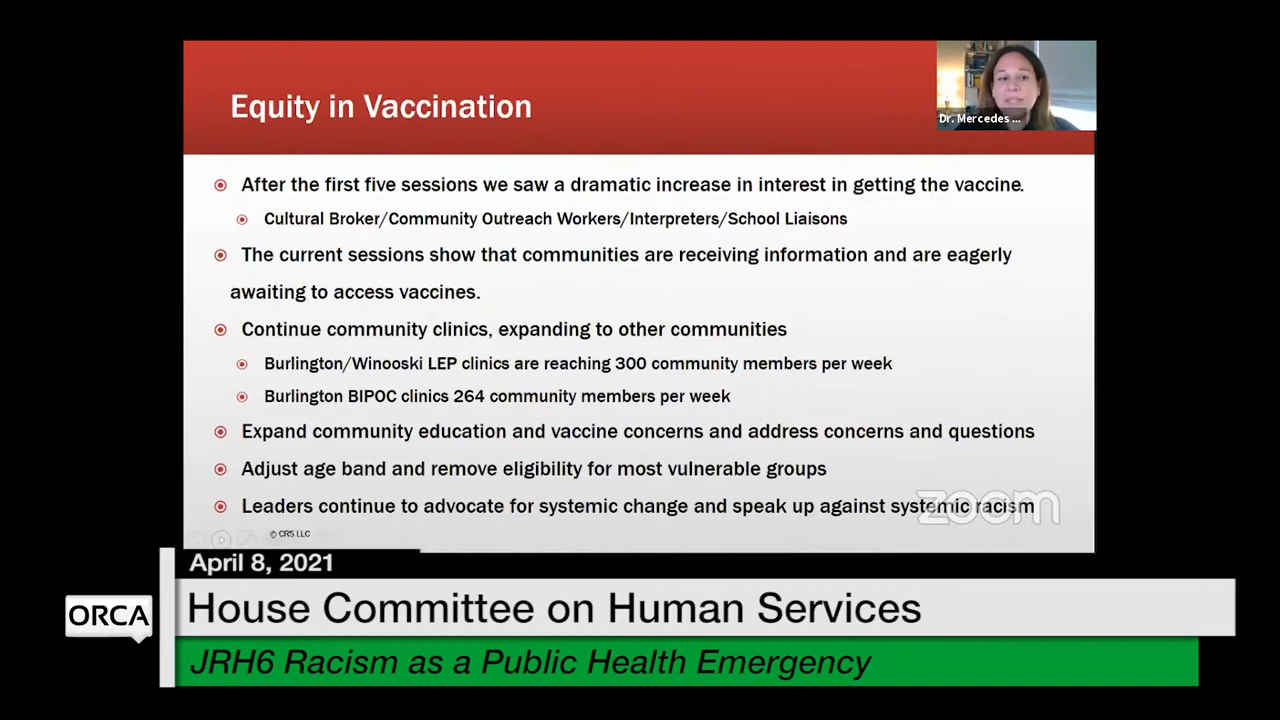 Equity in Vaccination
Dr. Mercedes ...
After the first five sessions we saw a dramatic increase in interest in getting the vaccine.
Cultural Broker/Community Outreach Workers/Interpreters/School Liaisons
The current sessions show that communities are receiving information and are eagerly
awaiting to access vaccines.
Continue community clinics, expanding to other communities
Burlington/Winooski LEP clinics are reaching 300 community members per week
Burlington BIPOC clinics 264 community members per week
Expand community education and vaccine concerns and address concerns and questions
Adjust age band and remove eligibility for most vulnerable groups
Leaders continue to advocate for systemic change and speak up against systemic racism
zoom
© CRS LLC
April 8, 2021
ORCA
House Committee on Human Services
JRH6 Racism as a Public Health Emergency